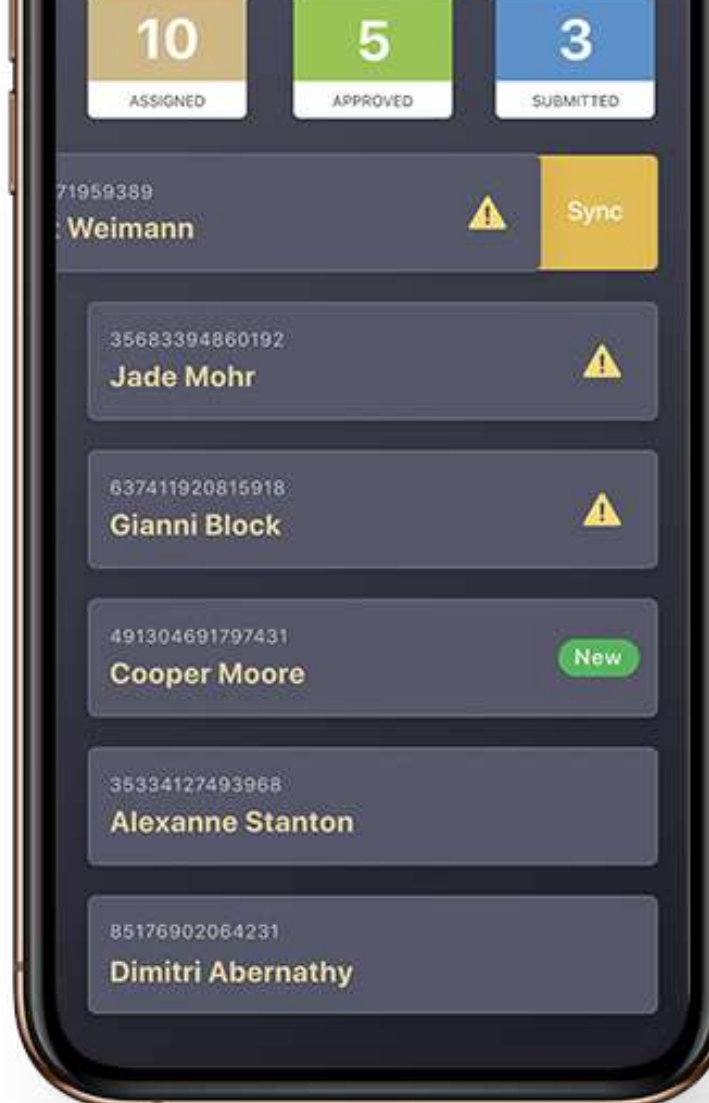 10
5
3
ASSIGNED
APPROVED
SUBMITTED
71959389
Weimann
Sync
35683394860192
Jade Mohr
637411920815918
Gianni Block
491304691797431
Cooper Moore
New
35334127493968
Alexanne Stanton
85176902064231
Dimitri Abernathy